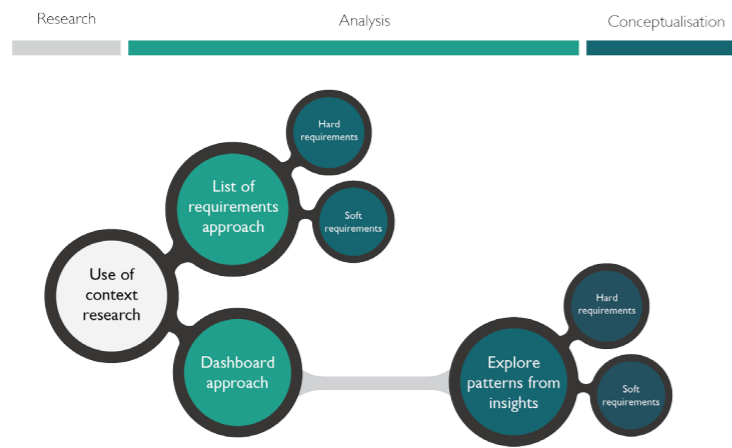 Research
Analysis
Conceptualisation
Hard
requirements
List of
requirements
approach
Soft
requirements
Use of
context
research
Dashboard
approach
Explore
patterns from
insights
Hard
requirements
Soft
requirements